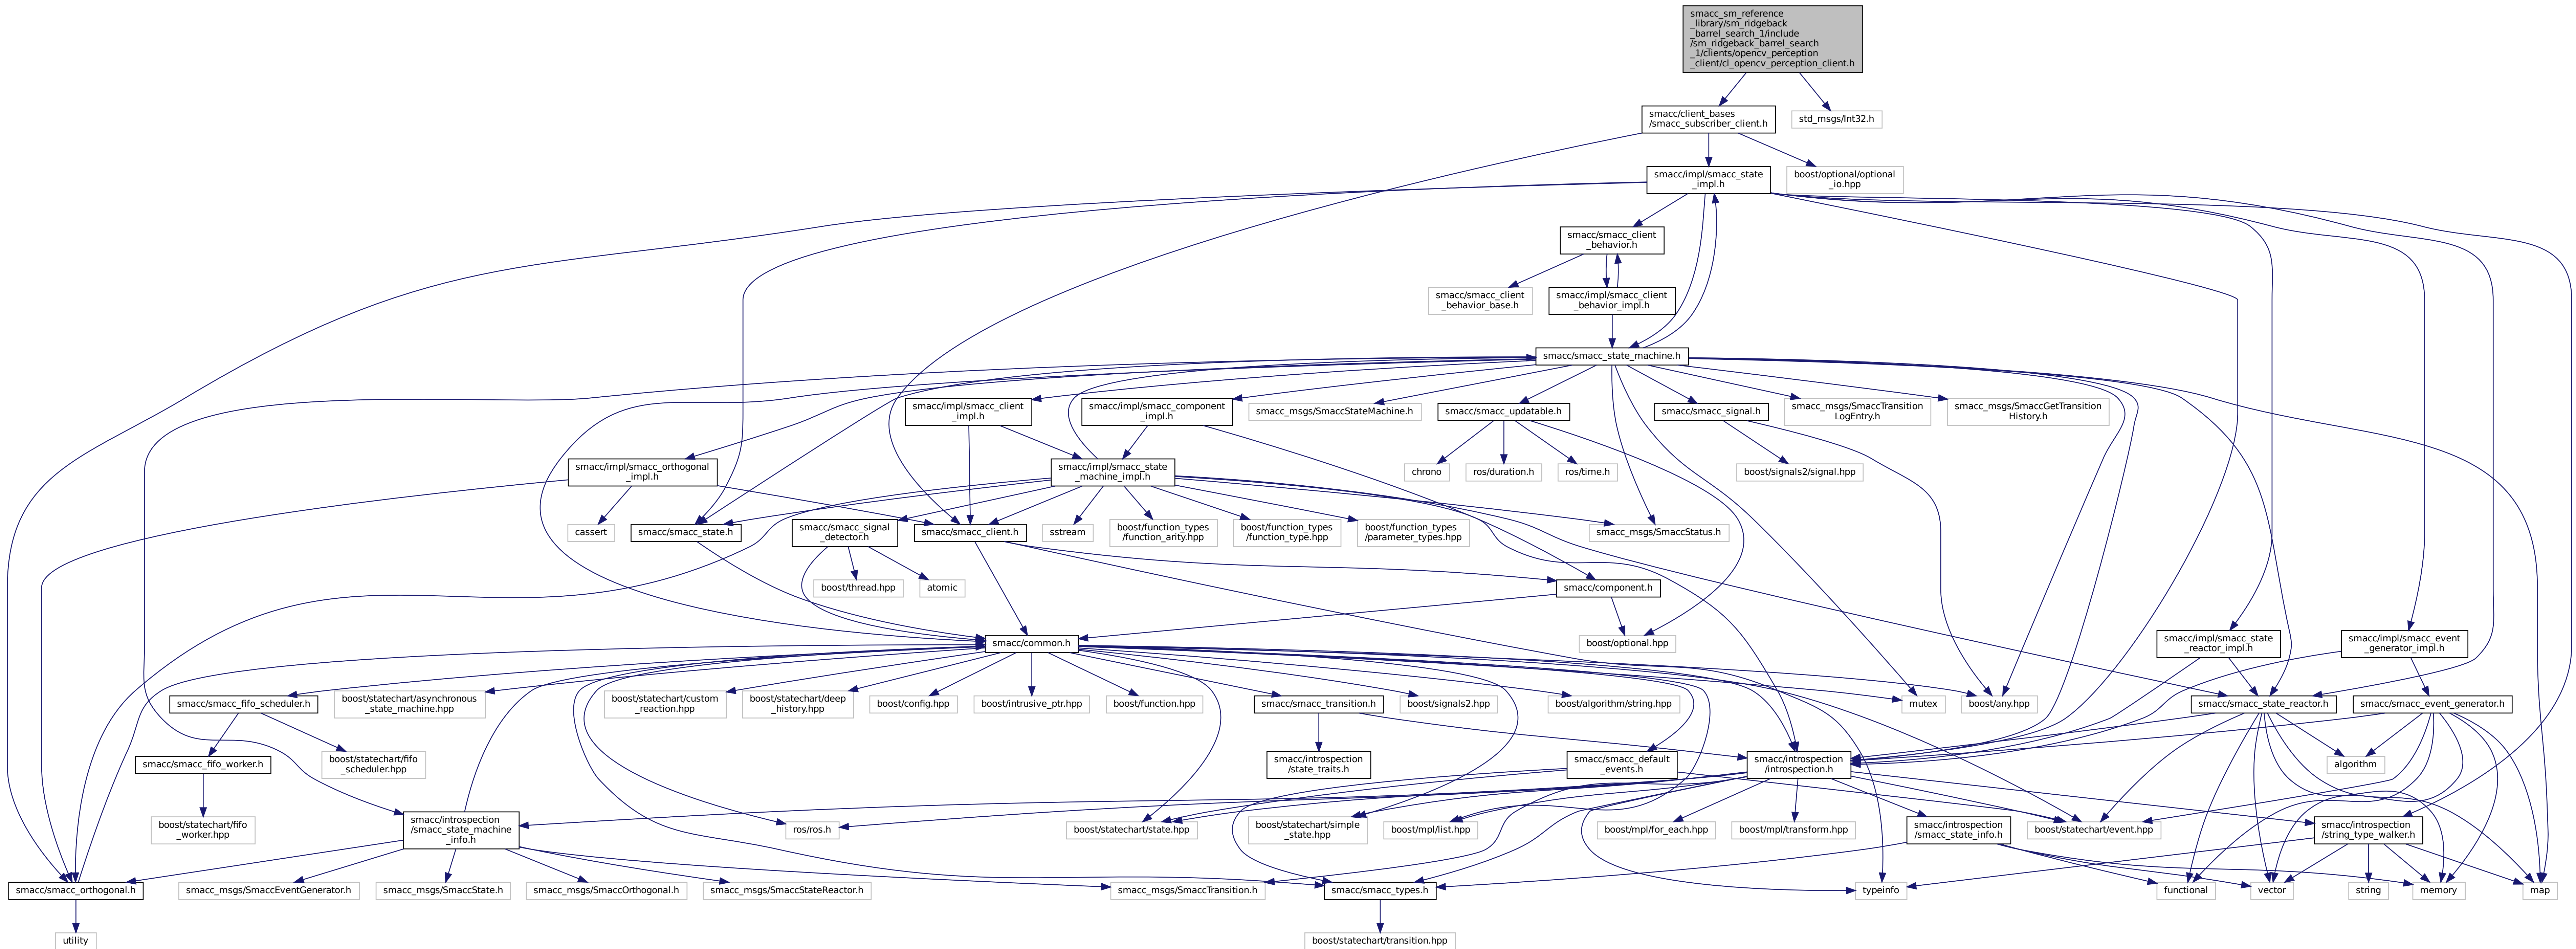 smacc_sm_reference
_library/sm_ridgeback
_barrel_search_1/include
/sm_ridgeback_barrel_search
_1/clients/opencv_perception
_client/cl_opencv_perception_client.h
smacc/client_bases
/smacc_subscriber_client.h
std_msgs/Int32.h
smacc/impl/smacc_state
_impl.h
boost/optional/optional
_io.hpp
smacc/smacc_client
_behavior.h
smacc/smacc_client
_behavior_base.h
smacc/impl/smacc_client
_behavior_impl.h
smacc/smacc_state_machine.h
smacc/impl/smacc_client
_impl.h
smacc/impl/smacc_component
_impl.h
smacc_msgs/SmaccStateMachine.h
smacc/smacc_updatable.h
smacc/smacc_signal.h
smacc_msgs/SmaccTransition
LogEntry.h
smacc_msgs/SmaccGetTransition
History.h
smacc/impl/smacc_orthogonal
_impl.h
smacc/impl/smacc_state
_machine_impl.h
chrono
ros/duration.h
ros/time.h
boost/signals2/signal.hpp
cassert
smacc/smacc_state.h
smacc/smacc_signal
_detector.h
smacc/smacc_client.h
sstream
boost/function_types
/function_arity.hpp
boost/function_types
/function_type.hpp
boost/function_types
/parameter_types.hpp
smacc_msgs/SmaccStatus.h
boost/thread.hpp
atomic
smacc/component.h
smacc/common.h
boost/optional.hpp
smacc/impl/smacc_state
_reactor_impl.h
smacc/impl/smacc_event
_generator_impl.h
smacc/smacc_fifo_scheduler.h
boost/statechart/asynchronous
_state_machine.hpp
boost/statechart/custom
_reaction.hpp
boost/statechart/deep
_history.hpp
boost/config.hpp
boost/intrusive_ptr.hpp
boost/function.hpp
smacc/smacc_transition.h
boost/signals2.hpp
boost/algorithm/string.hpp
mutex
boost/any.hpp
smacc/smacc_state_reactor.h
smacc/smacc_event_generator.h
smacc/smacc_fifo_worker.h
boost/statechart/fifo
_scheduler.hpp
smacc/introspection
/state_traits.h
smacc/smacc_default
_events.h
smacc/introspection
/introspection.h
algorithm
boost/statechart/fifo
_worker.hpp
smacc/introspection
/smacc_state_machine
_info.h
ros/ros.h
boost/statechart/state.hpp
boost/statechart/simple
_state.hpp
boost/mpl/list.hpp
boost/mpl/for_each.hpp
boost/mpl/transform.hpp
smacc/introspection
/smacc_state_info.h
boost/statechart/event.hpp
smacc/introspection
/string_type_walker.h
smacc/smacc_orthogonal.h
smacc_msgs/SmaccEventGenerator.h
smacc_msgs/SmaccState.h
smacc_msgs/SmaccOrthogonal.h
smacc_msgs/SmaccStateReactor.h
smacc_msgs/SmaccTransition.h
smacc/smacc_types.h
typeinfo
functional
vector
string
memory
map
utility
boost/statechart/transition.hpp